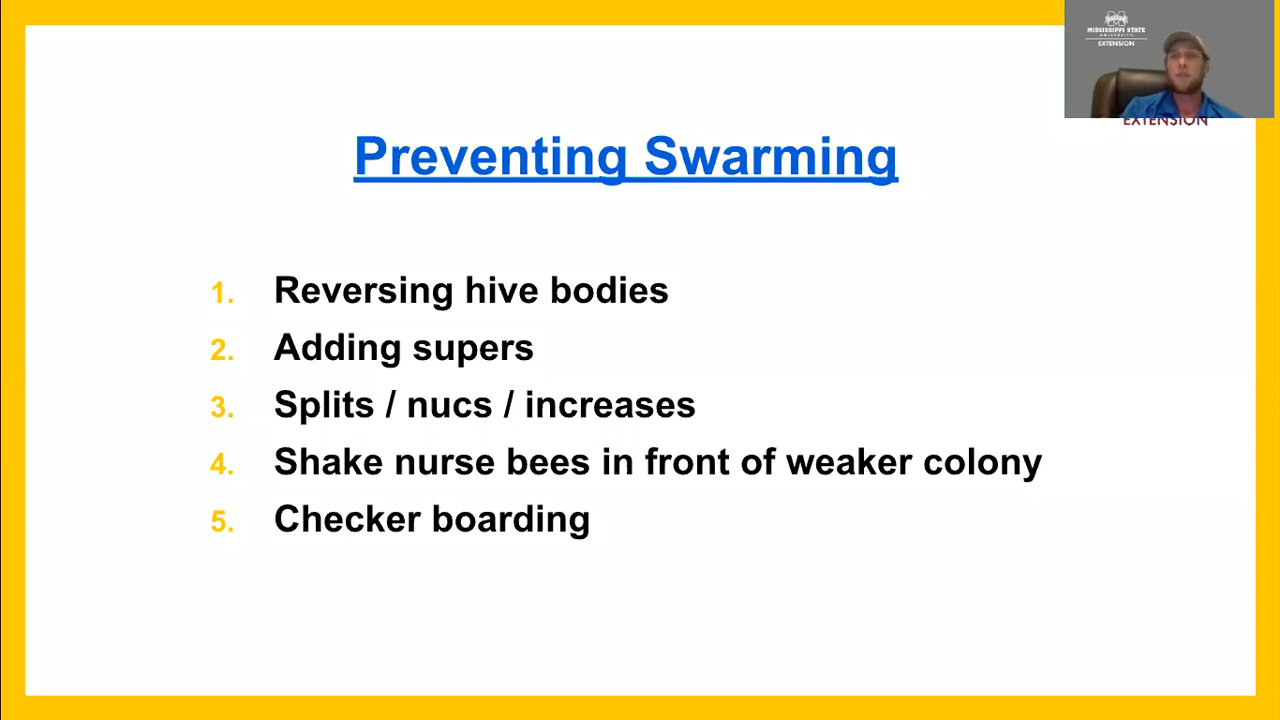 MISSISSIPPI STATE
UNIVERSITY
EXTENSION
EXTENSION
Preventing Swarming
1. Reversing hive bodies
2. Adding supers
3. Splits / nucs / increases
4. Shake nurse bees in front of weaker colony
5. Checker boarding